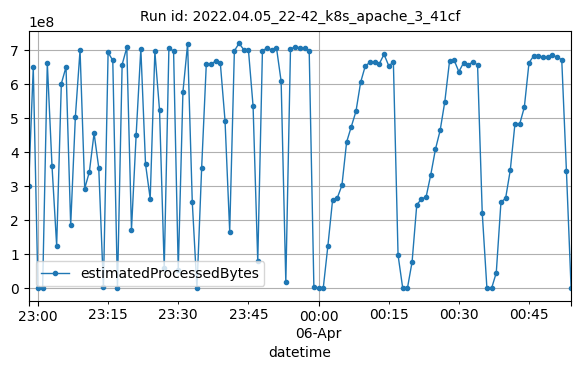 Run id: 2022.04.05_22-42_k8s_apache_3_41cf
1e8
7
6
5
4
3
2
1
0
estimatedProcessedBytes
23:00 23:15 23:30 23:45 00:00 00:15 00:30 00:45
06-Apr
datetime